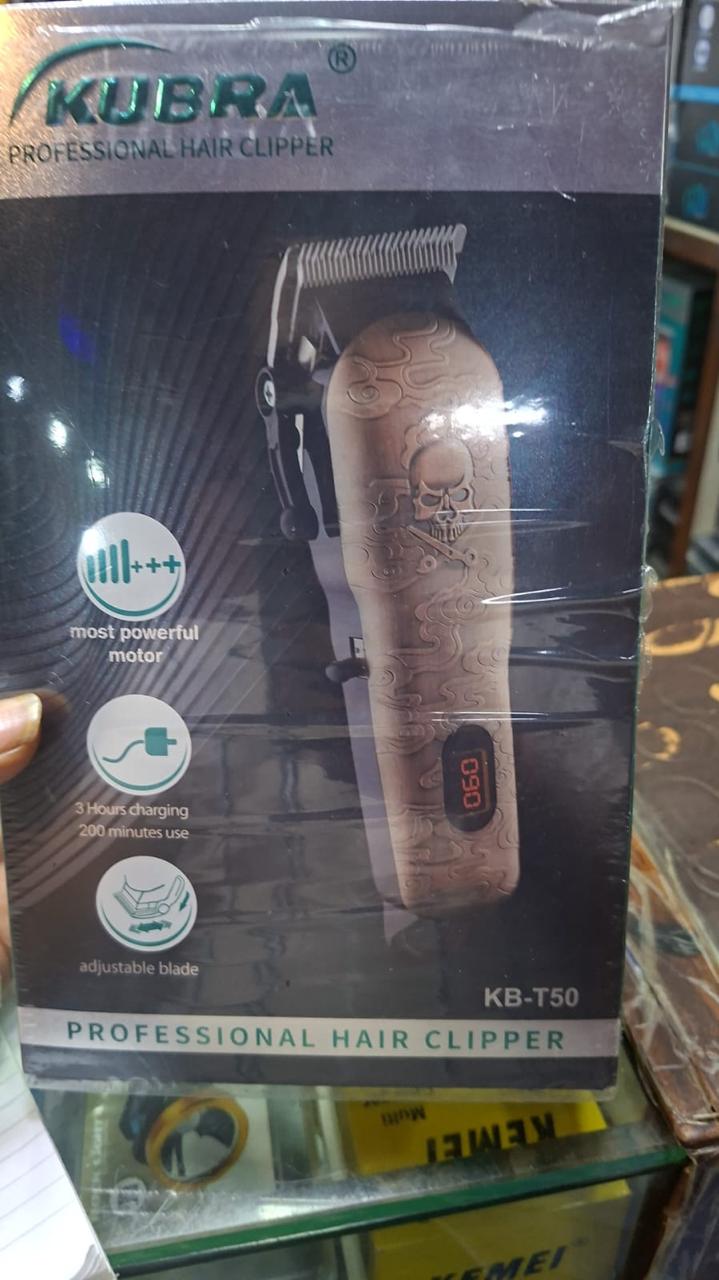 KUBRA®
PROFESSIONAL HAIR CLIPPER
+++
most powerful
motor
3 Hours charging
200 minutes use
adjustable blade
060
KB-T50
PROFESSIONAL HAIR CLIPPER
Multi
KEMEI
KEMEI